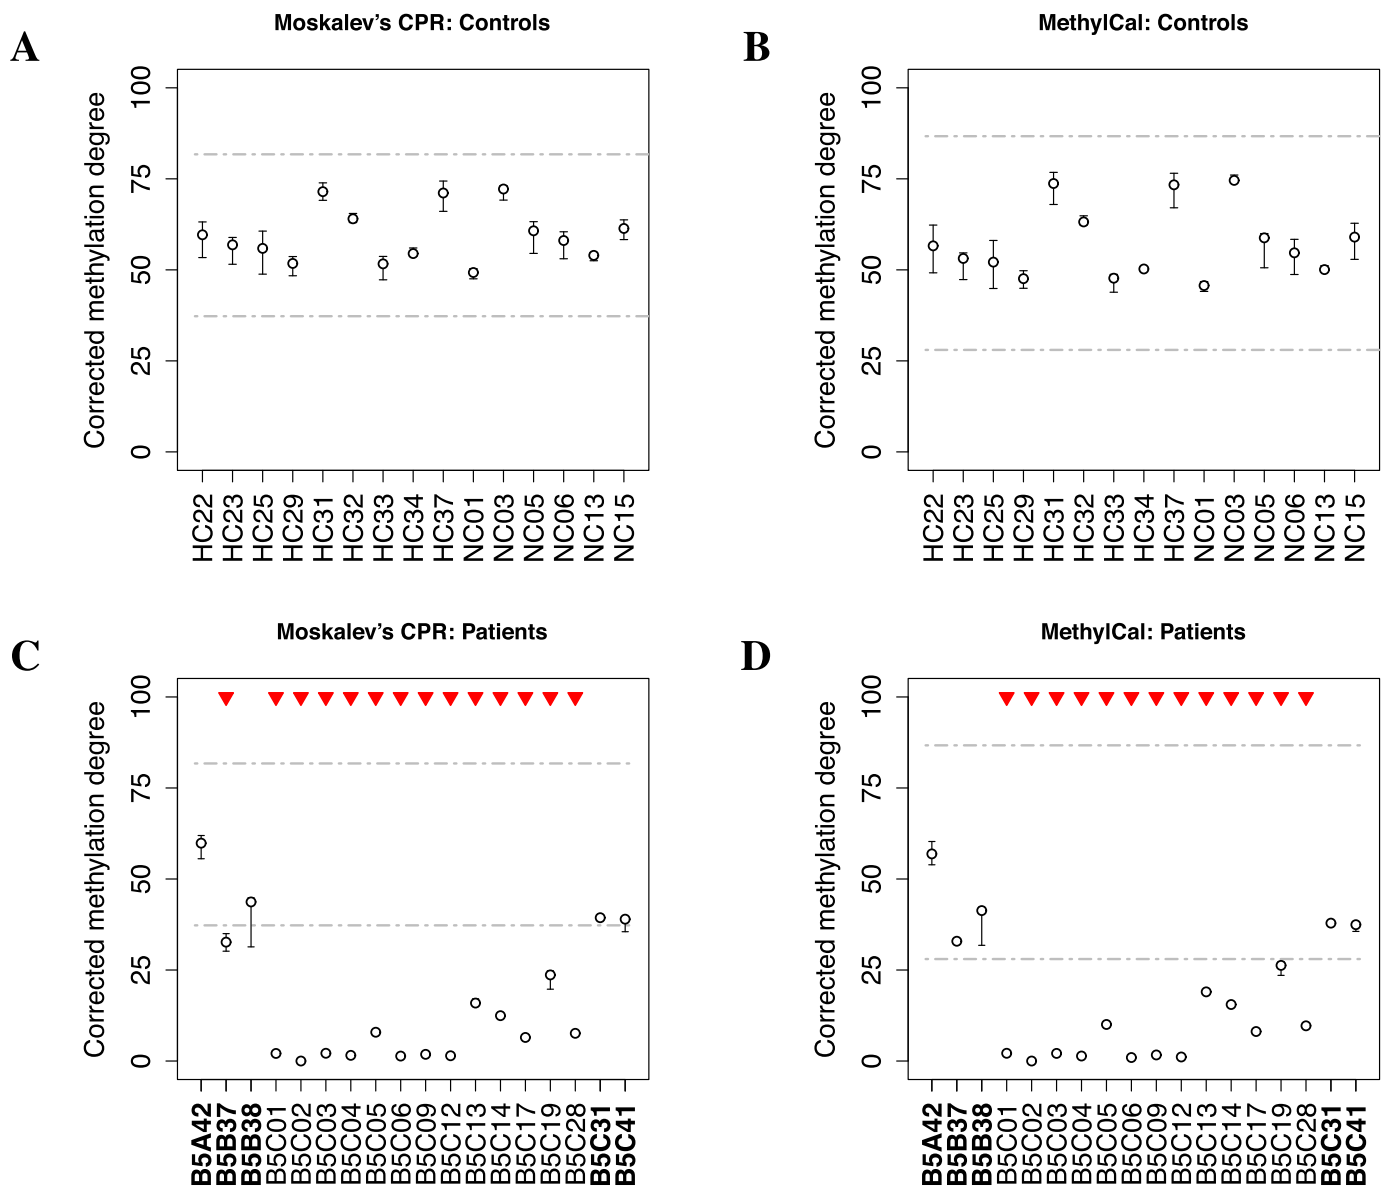 A
Moskalev's CPR: Controls
Corrected methylation degree
100
75
50
25
0
HC22
HC23
HC25
HC29
HC31
HC32
HC33
HC34
HC37
NC01
NC03
NC05
NC06
NC13
NC15
B
MethylCal: Controls
Corrected methylation degree
100
75
50
25
0
HC22
HC23
HC25
HC29
HC31
HC32
HC33
HC34
HC37
NC01
NC03
NC05
NC06
NC13
NC15
C
Moskalev's CPR: Patients
Corrected methylation degree
100
75
50
25
0
B5A42
B5B37
B5B38
B5C01
B5C02
B5C03
B5C04
B5C05
B5C06
B5C09
B5C12
B5C13
B5C14
B5C17
B5C19
B5C28
B5C31
B5C41
D
MethylCal: Patients
Corrected methylation degree
100
75
50
25
0
B5A42
B5B37
B5B38
B5C01
B5C02
B5C03
B5C04
B5C05
B5C06
B5C09
B5C12
B5C13
B5C14
B5C17
B5C19
B5C28
B5C31
B5C41